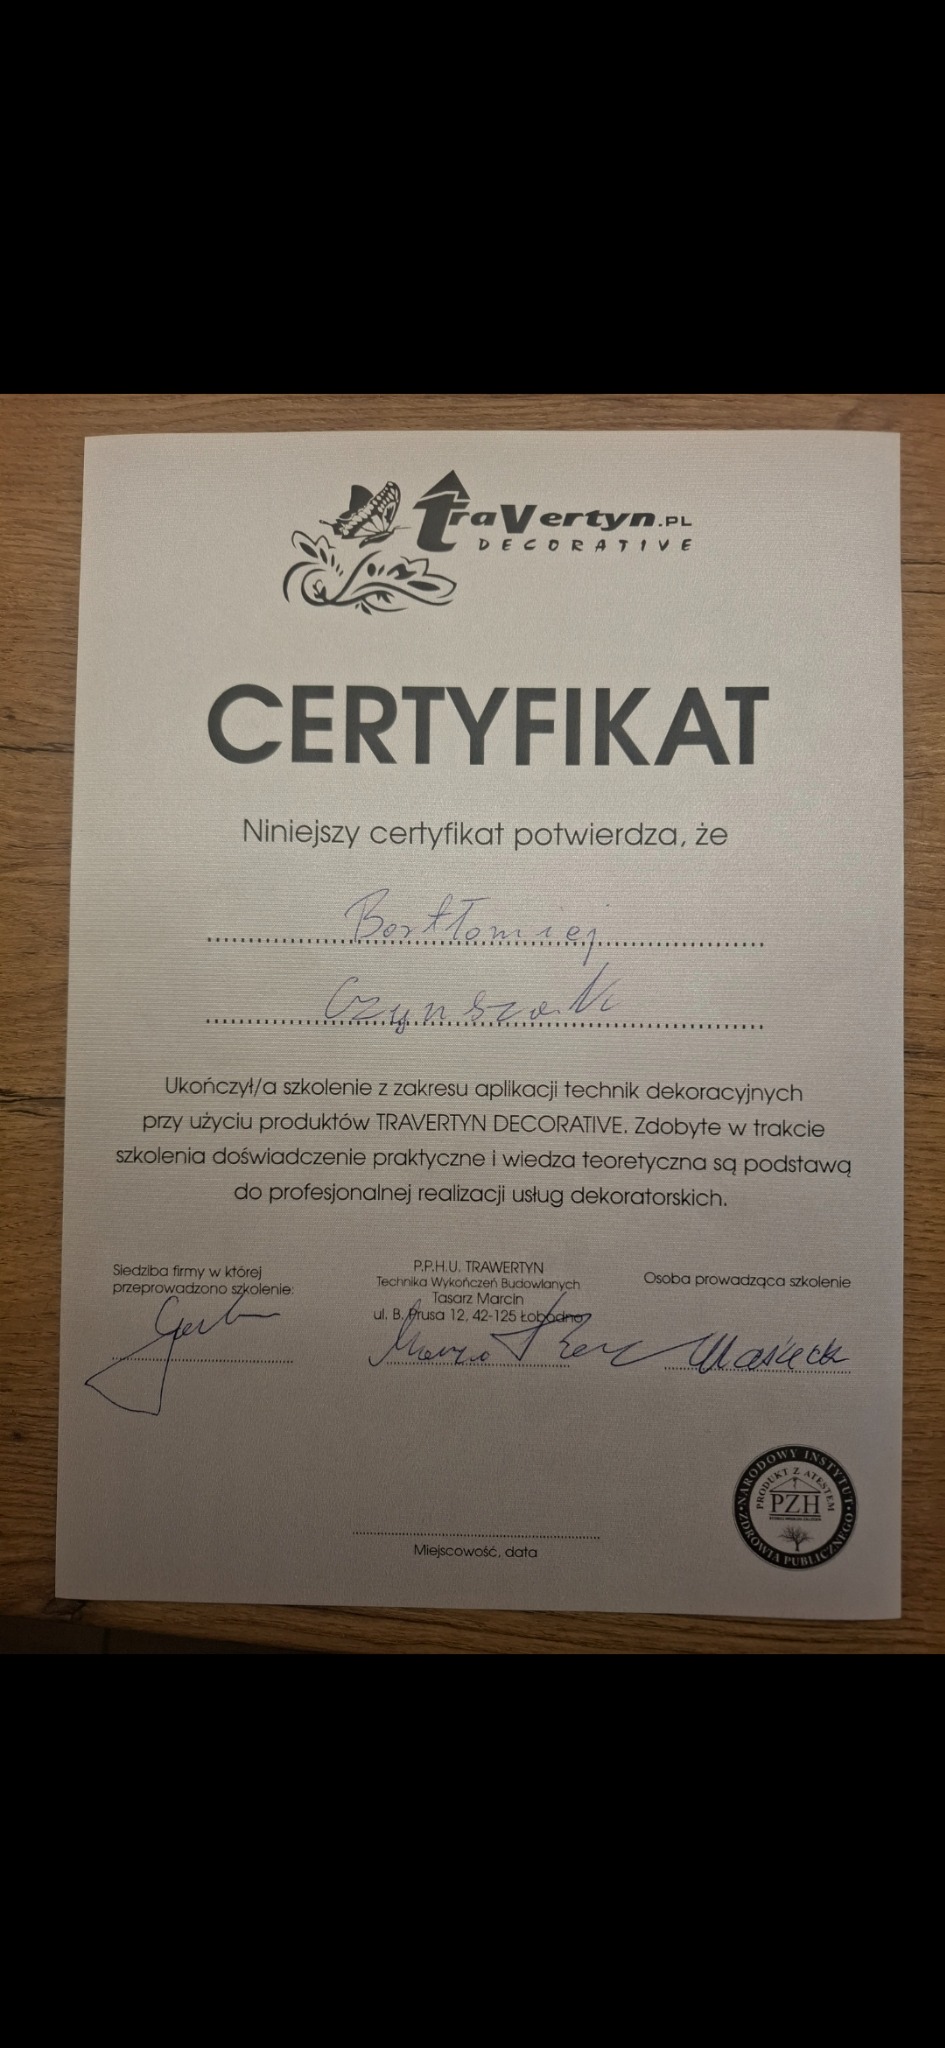 traVertyn.PL
DECORATIVE
CERTYFIKAT
Niniejszy certyfikat potwierdza, że
Bartłomiej
Czynszak
Ukończył/a szkolenie z zakresu aplikacji technik dekoracyjnych
przy użyciu produktów TRAVERTYN DECORATIVE. Zdobyte w trakcie
szkolenia doświadczenie praktyczne i wiedza teoretyczna są podstawą
do profesjonalnej realizacji usług dekoratorskich.
Siedziba firmy w której
przeprowadzono szkolenie:
P.P.H.U. TRAWERTYN
Technika Wykończeń Budowlanych
Tasarz Marcin
ul. B. Prusa 12, 42-125 Łobodno
Osoba prowadząca szkolenie
NARODOWY INSTYTUT
ZDROWIA PUBLICZNEGO
PRODUKT Z ATESTEM
PZH
Miejscowość, data